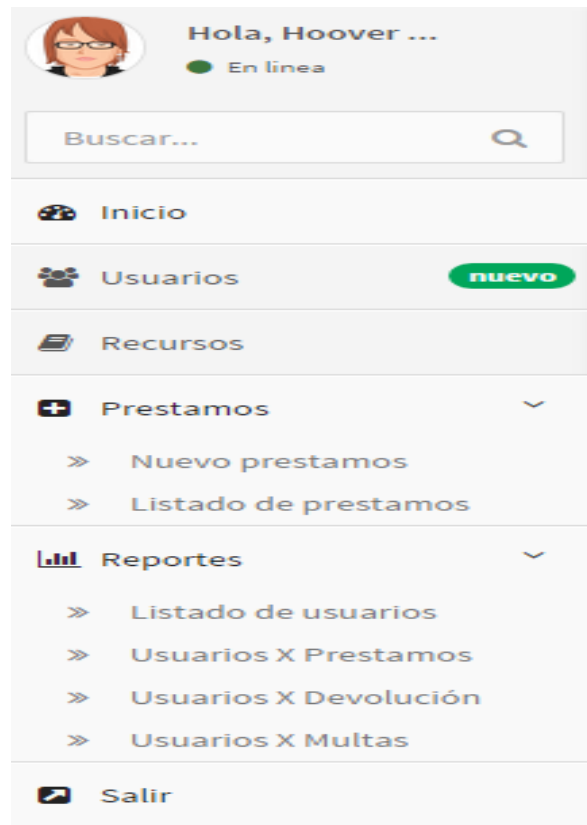 Hola, Hoover ...
En linea
Buscar...
Inicio
Usuarios nuevo
Recursos
Prestamos
Nuevo prestamos
Listado de prestamos
Reportes
Listado de usuarios
Usuarios X Prestamos
Usuarios X Devolución
Usuarios X Multas
Salir